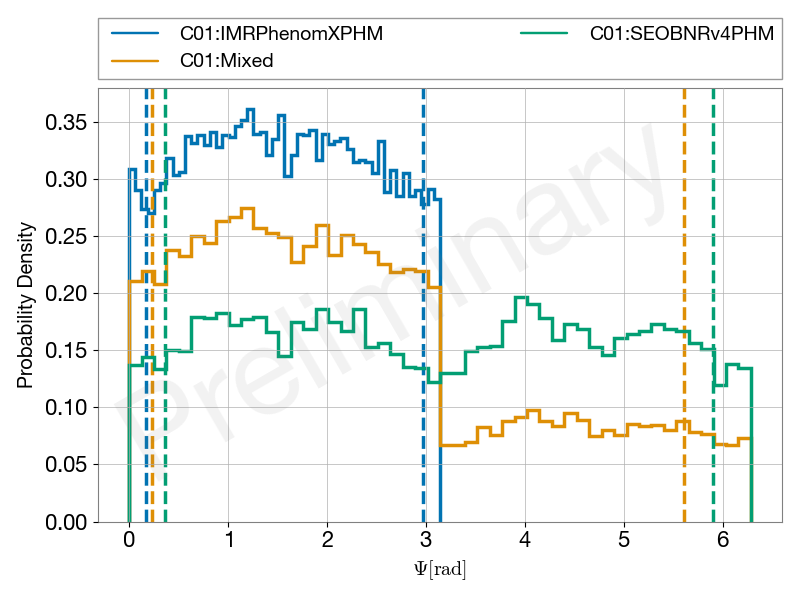 C01:IMRPhenomXPHM
C01:Mixed
C01:SEOBNRv4PHM
0.35
0.30
0.25
0.20
0.15
0.10
0.05
0.00
Probability Density
Preliminary
0 1 2 3 4 5 6
Ψ[rad]